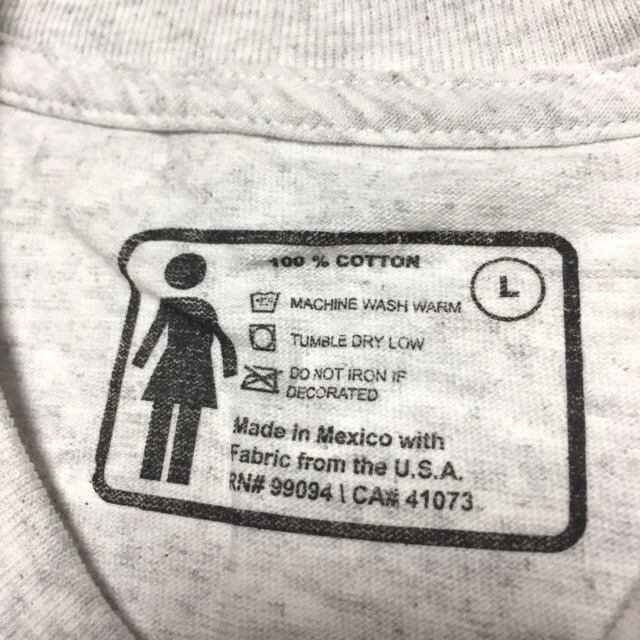 100 % COTTON
L
MACHINE WASH WARM
TUMBLE DRY LOW
DO NOT IRON IF
DECORATED
Made in Mexico with
Fabric from the U.S.A.
RN# 99094 \ CA# 41073